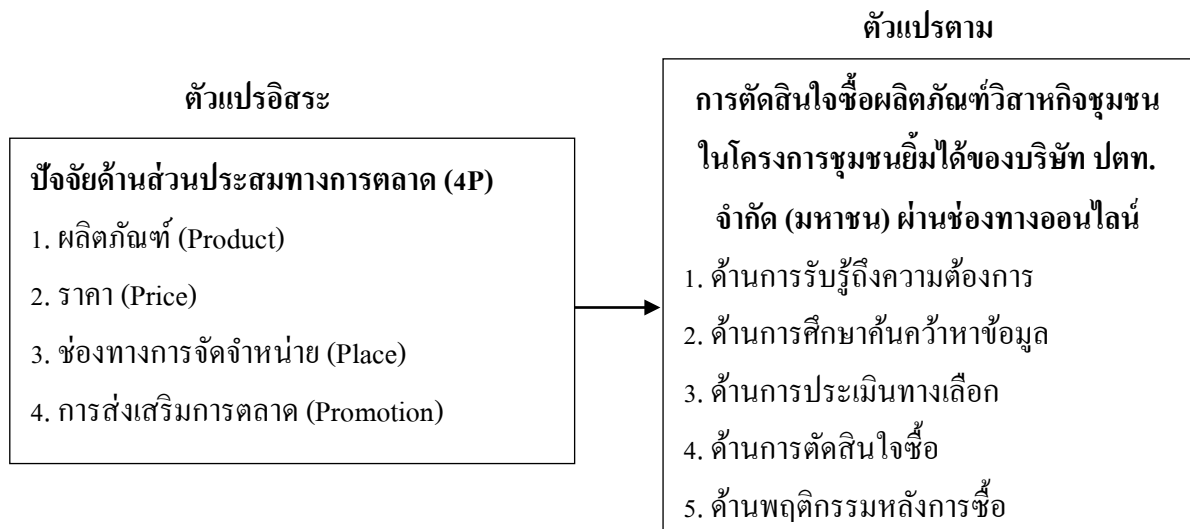 ตัวแปรอิสระ
ปัจจัยด้านส่วนประสมทางการตลาด (4P)
1. ผลิตภัณฑ์ (Product)
2. ราคา (Price)
3. ช่องทางการจัดจำหน่าย (Place)
4. การส่งเสริมการตลาด (Promotion)
ตัวแปรตาม
การตัดสินใจซื้อผลิตภัณฑ์วิสาหกิจชุมชน
ในโครงการชุมชนยิ้มได้ของบริษัท ปตท.
จำกัด (มหาชน) ผ่านช่องทางออนไลน์
1. ด้านการรับรู้ถึงความต้องการ
2. ด้านการศึกษาค้นคว้าหาข้อมูล
3. ด้านการประเมินทางเลือก
4. ด้านการตัดสินใจซื้อ
5. ด้านพฤติกรรมหลังการซื้อ